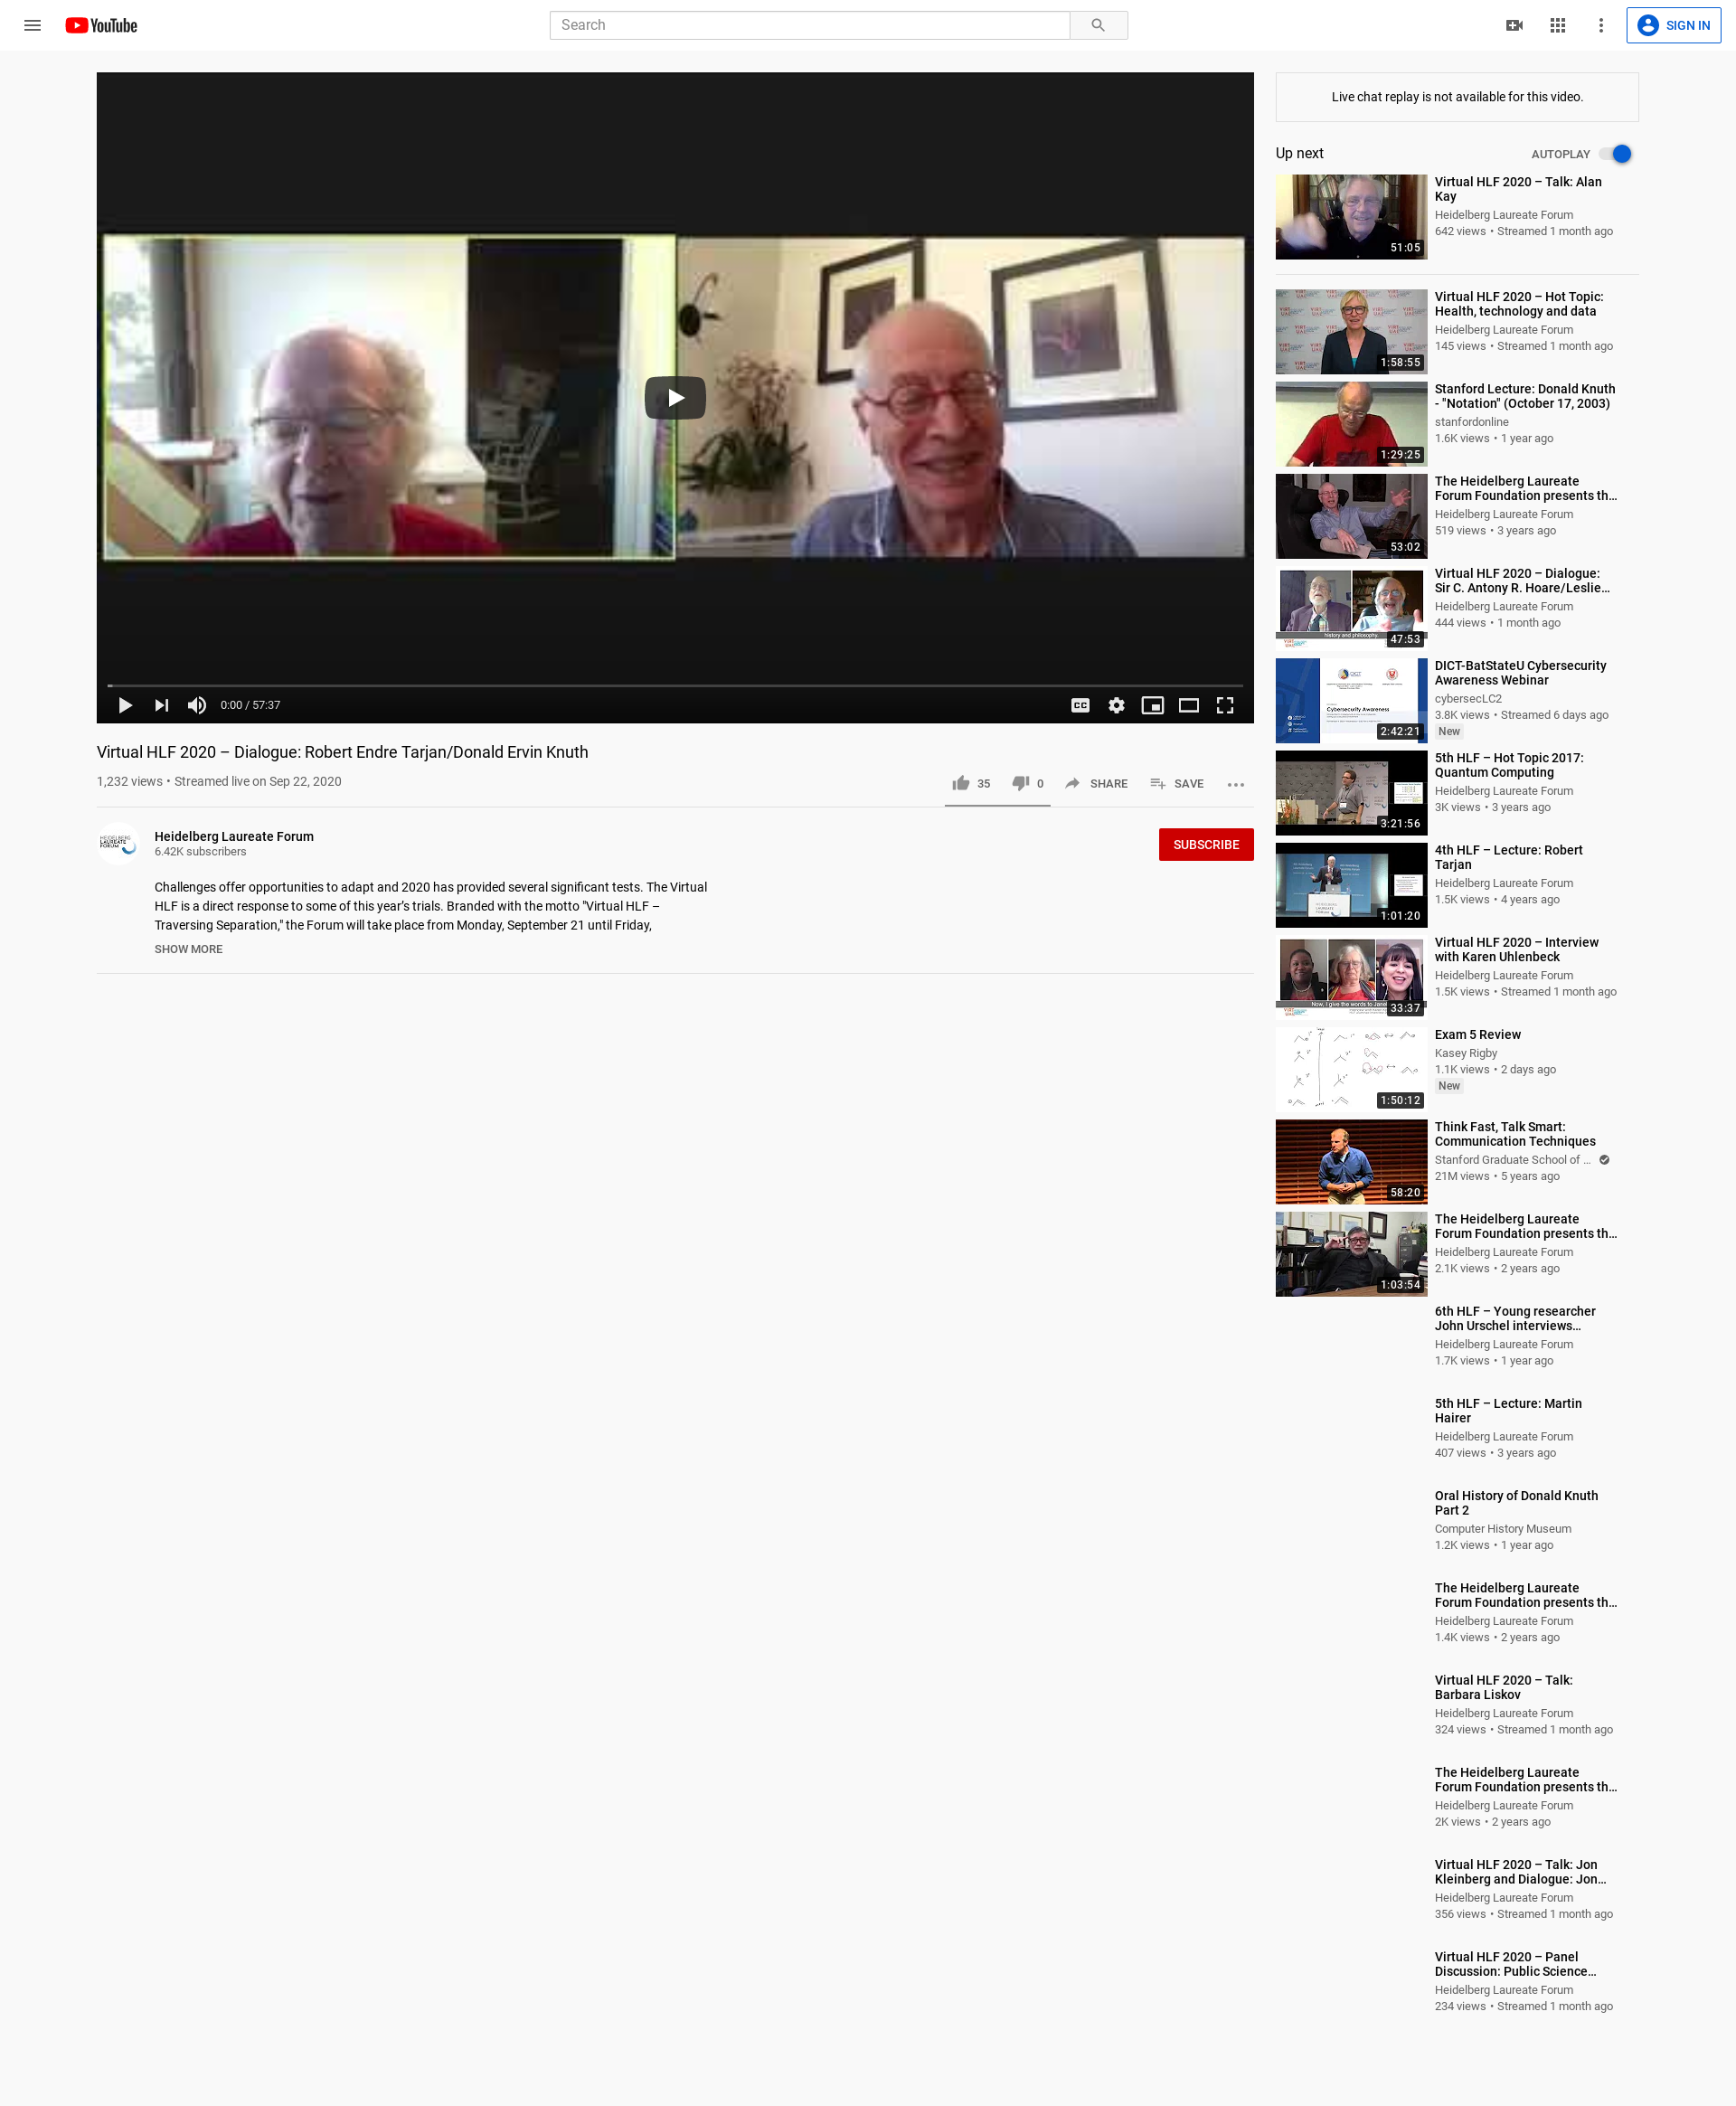 YouTube
Search
SIGN IN
0:00 / 57:37
Virtual HLF 2020 – Dialogue: Robert Endre Tarjan/Donald Ervin Knuth
1,232 views • Streamed live on Sep 22, 2020
35
0
SHARE
SAVE
HEIDELBERG
LAUREATE
FORUM
Heidelberg Laureate Forum
6.42K subscribers
SUBSCRIBE
Challenges offer opportunities to adapt and 2020 has provided several significant tests. The Virtual
HLF is a direct response to some of this year’s trials. Branded with the motto "Virtual HLF –
Traversing Separation," the Forum will take place from Monday, September 21 until Friday,
SHOW MORE
Live chat replay is not available for this video.
Up next
AUTOPLAY
51:05
Virtual HLF 2020 – Talk: Alan
Kay
Heidelberg Laureate Forum
642 views • Streamed 1 month ago
1:58:55
Virtual HLF 2020 – Hot Topic:
Health, technology and data
Heidelberg Laureate Forum
145 views • Streamed 1 month ago
1:29:25
Stanford Lecture: Donald Knuth
- "Notation" (October 17, 2003)
stanfordonline
1.6K views • 1 year ago
53:02
The Heidelberg Laureate
Forum Foundation presents th…
Heidelberg Laureate Forum
519 views • 3 years ago
history and philosophy.
47:53
Virtual HLF 2020 – Dialogue:
Sir C. Antony R. Hoare/Leslie…
Heidelberg Laureate Forum
444 views • 1 month ago
Cybersecurity Awareness
2:42:21
DICT-BatStateU Cybersecurity
Awareness Webinar
cybersecLC2
3.8K views • Streamed 6 days ago
New
3:21:56
5th HLF – Hot Topic 2017:
Quantum Computing
Heidelberg Laureate Forum
3K views • 3 years ago
1:01:20
4th HLF – Lecture: Robert
Tarjan
Heidelberg Laureate Forum
1.5K views • 4 years ago
Now, I give the words to
33:37
Virtual HLF 2020 – Interview
with Karen Uhlenbeck
Heidelberg Laureate Forum
1.5K views • Streamed 1 month ago
1:50:12
Exam 5 Review
Kasey Rigby
1.1K views • 2 days ago
New
58:20
Think Fast, Talk Smart:
Communication Techniques
Stanford Graduate School of ...
21M views • 5 years ago
1:03:54
The Heidelberg Laureate
Forum Foundation presents th…
Heidelberg Laureate Forum
2.1K views • 2 years ago
6th HLF – Young researcher
John Urschel interviews…
Heidelberg Laureate Forum
1.7K views • 1 year ago
5th HLF – Lecture: Martin
Hairer
Heidelberg Laureate Forum
407 views • 3 years ago
Oral History of Donald Knuth
Part 2
Computer History Museum
1.2K views • 1 year ago
The Heidelberg Laureate
Forum Foundation presents th…
Heidelberg Laureate Forum
1.4K views • 2 years ago
Virtual HLF 2020 – Talk:
Barbara Liskov
Heidelberg Laureate Forum
324 views • Streamed 1 month ago
The Heidelberg Laureate
Forum Foundation presents th…
Heidelberg Laureate Forum
2K views • 2 years ago
Virtual HLF 2020 – Talk: Jon
Kleinberg and Dialogue: Jon…
Heidelberg Laureate Forum
356 views • Streamed 1 month ago
Virtual HLF 2020 – Panel
Discussion: Public Science…
Heidelberg Laureate Forum
234 views • Streamed 1 month ago